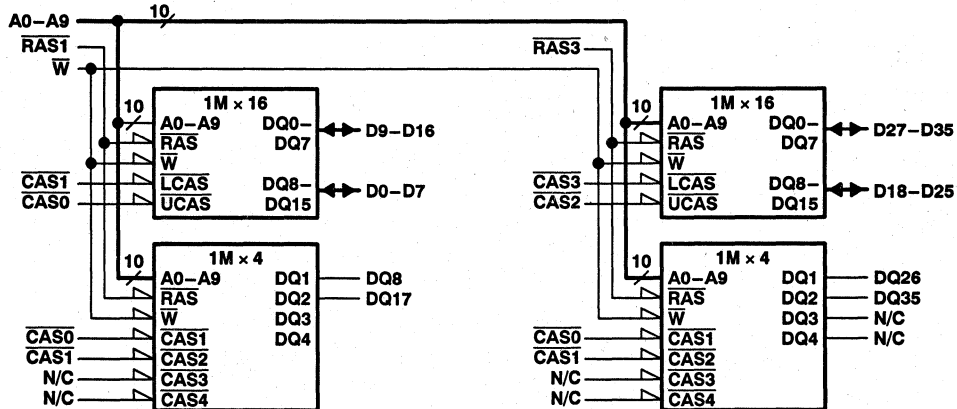 A0–A9 10
RAS1 RAS3
W
10 1M × 16 10 1M × 16
A0–A9 DQ0– D9–D16 A0–A9 DQ0– D27–D35
RAS DQ7 RAS DQ7
W W
CAS1 LCAS DQ8– D0–D7 CAS3 LCAS DQ8– D18–D25
CAS0 UCAS DQ15 CAS2 UCAS DQ15
10 1M × 4 10 1M × 4
A0–A9 DQ1 DQ8 A0–A9 DQ1 DQ26
RAS DQ2 DQ17 RAS DQ2 DQ35
W DQ3 W DQ3 N/C
CAS0 CAS1 DQ4 CAS0 CAS1 DQ4 N/C
CAS1 CAS2 CAS1 CAS2
N/C CAS3 N/C CAS3
N/C CAS4 N/C CAS4